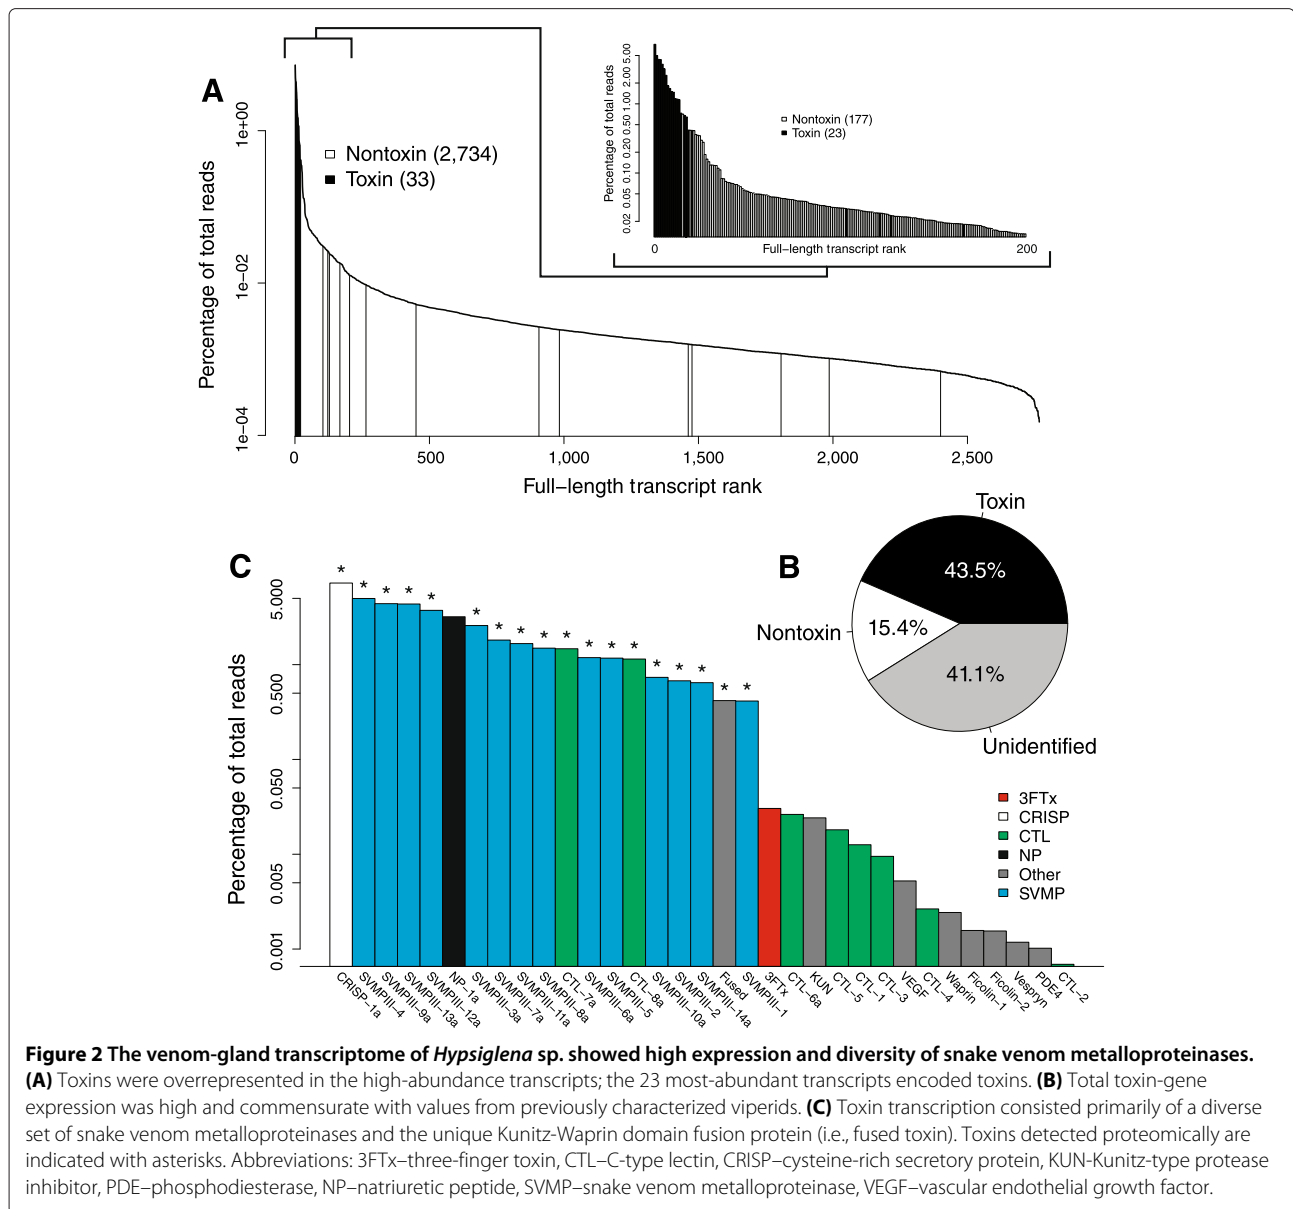 A
Percentage of total reads
1e+00
1e−02
1e−04
Nontoxin (2,734)
Toxin (33)
0
500
1,000
1,500
2,000
2,500
Full−length transcript rank
Percentage of total reads
5.00
2.00
1.00
0.50
0.20
0.10
0.05
0.02
Nontoxin (177)
Toxin (23)
0
Full−length transcript rank
200
B
Toxin
43.5%
Nontoxin
15.4%
41.1%
Unidentified
C
Percentage of total reads
5.000
0.500
0.050
0.005
0.001
* * * * * * * * * * * * * * * * * *
3FTx
CRISP
CTL
NP
Other
SVMP
CRISP−1a
SVMPIII−4
SVMPIII−9a
SVMPIII−13a
SVMPIII−12a
NP−1a
SVMPIII−3a
SVMPIII−7a
SVMPIII−11a
SVMPIII−8a
CTL−7a
SVMPIII−6a
SVMPIII−5
CTL−8a
SVMPIII−10a
SVMPIII−2
SVMPIII−14a
Fused
SVMPIII−1
3FTx
CTL−6a
KUN
CTL−5
CTL−1
CTL−3
VEGF
CTL−4
Waprin
Ficolin−1
Ficolin−2
Vespryn
PDE4
CTL−2
Figure 2 The venom-gland transcriptome of Hypsiglena sp. showed high expression and diversity of snake venom metalloproteinases.
(A) Toxins were overrepresented in the high-abundance transcripts; the 23 most-abundant transcripts encoded toxins. (B) Total toxin-gene
expression was high and commensurate with values from previously characterized viperids. (C) Toxin transcription consisted primarily of a diverse
set of snake venom metalloproteinases and the unique Kunitz-Waprin domain fusion protein (i.e., fused toxin). Toxins detected proteomically are
indicated with asterisks. Abbreviations: 3FTx–three-finger toxin, CTL–C-type lectin, CRISP–cysteine-rich secretory protein, KUN-Kunitz-type protease
inhibitor, PDE–phosphodiesterase, NP–natriuretic peptide, SVMP–snake venom metalloproteinase, VEGF–vascular endothelial growth factor.